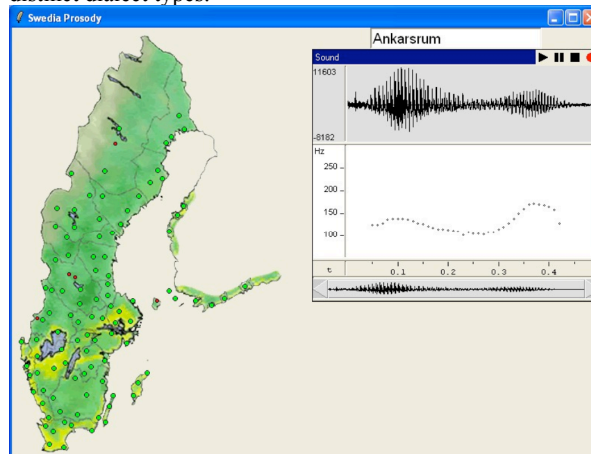 distinct dialect types.
Swedia Prosody
Ankarsrum
Sound
11603
-8182
Hz
250
200
150
100
t 0.1 0.2 0.3 0.4